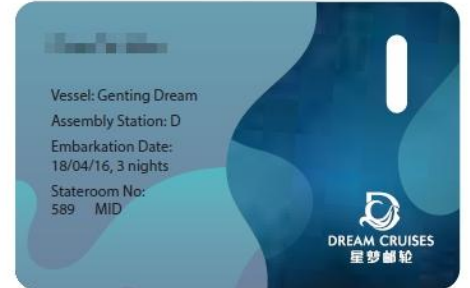 Vessel: Genting Dream
Assembly Station: D
Embarkation Date:
18/04/16, 3 nights
Stateroom No:
589 MID
DREAM CRUISES
星梦邮轮